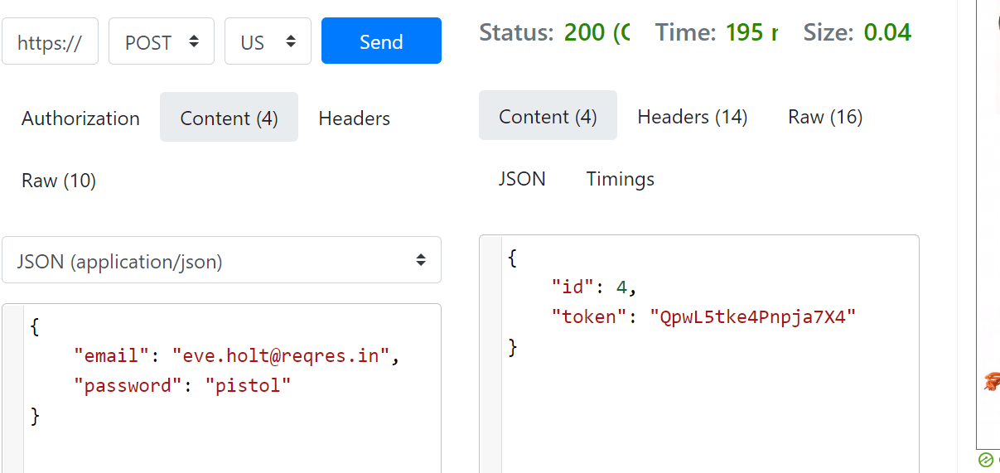 https://
POST
US
Send
Authorization
Content (4)
Headers
Raw (10)
JSON (application/json)
{
"email": "eve.holt@reqres.in",
"password": "pistol"
}
Status: 200 (
Time: 195
Size: 0.04
Content (4)
Headers (14)
Raw (16)
JSON
Timings
{
"id": 4,
"token": "QpwL5tke4Pnpja7X4"
}